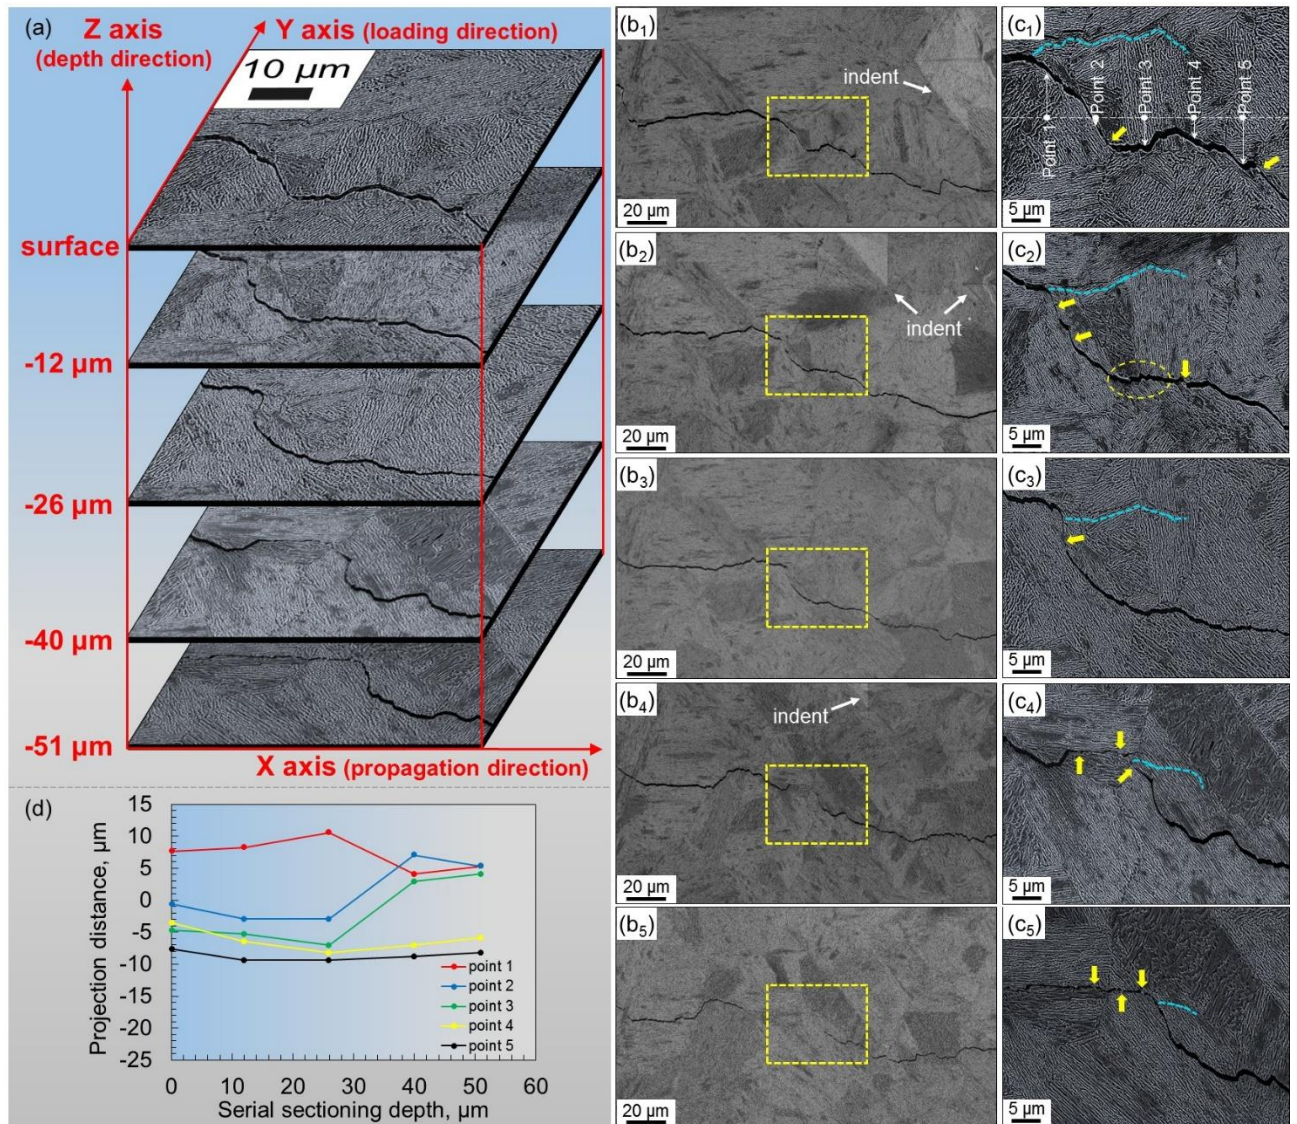 (a)
Z axis
(depth direction)
Y axis (loading direction)
10 µm
surface
-12 µm
-26 µm
-40 µm
-51 µm
X axis (propagation direction)
(b1)
indent
20 µm
(c1)
Point 1
Point 2
Point 3
Point 4
Point 5
5 µm
(b2)
indent
20 µm
(c2)
5 µm
(b3)
20 µm
(c3)
5 µm
(b4)
indent
20 µm
(c4)
5 µm
(b5)
20 µm
(c5)
5 µm
(d)
Projection distance, µm
15
10
5
0
-5
-10
-15
-20
-25
point 1
point 2
point 3
point 4
point 5
0 10 20 30 40 50 60
Serial sectioning depth, µm